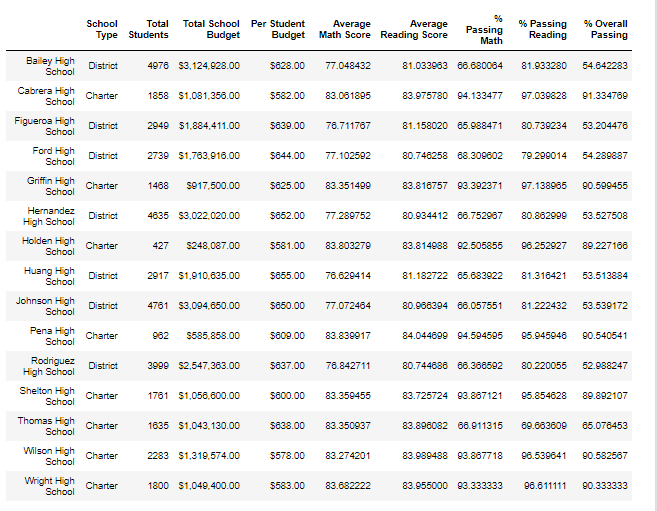 School Type Total Students Total School Budget Per Student Budget Average Math Score Average Reading Score % Passing Math % Passing Reading % Overall Passing
Bailey High School District 4976 $3,124,928.00 $628.00 77.048432 81.033963 66.680064 81.933280 54.642283
Cabrera High School Charter 1858 $1,081,356.00 $582.00 83.061895 83.975780 94.133477 97.039828 91.334769
Figueroa High School District 2949 $1,884,411.00 $639.00 76.711767 81.158020 65.988471 80.739234 53.204476
Ford High School District 2739 $1,763,916.00 $644.00 77.102592 80.746258 68.309602 79.299014 54.289887
Griffin High School Charter 1468 $917,500.00 $625.00 83.351499 83.816757 93.392371 97.138965 90.599455
Hernandez High School District 4635 $3,022,020.00 $652.00 77.289752 80.934412 66.752967 80.862999 53.527508
Holden High School Charter 427 $248,087.00 $581.00 83.803279 83.814988 92.505855 96.252927 89.227166
Huang High School District 2917 $1,910,635.00 $655.00 76.629414 81.182722 65.683922 81.316421 53.513884
Johnson High School District 4761 $3,094,650.00 $650.00 77.072464 80.966394 66.057551 81.222432 53.539172
Pena High School Charter 962 $585,858.00 $609.00 83.839917 84.044699 94.594595 95.945946 90.540541
Rodriguez High School District 3999 $2,547,363.00 $637.00 76.842711 80.744686 66.366592 80.220055 52.988247
Shelton High School Charter 1761 $1,056,600.00 $600.00 83.359455 83.725724 93.867121 95.854628 89.892107
Thomas High School Charter 1635 $1,043,130.00 $638.00 83.350937 83.896082 66.911315 69.663609 65.076453
Wilson High School Charter 2283 $1,319,574.00 $578.00 83.274201 83.989488 93.867718 96.539641 90.582567
Wright High School Charter 1800 $1,049,400.00 $583.00 83.682222 83.955000 93.333333 96.611111 90.333333